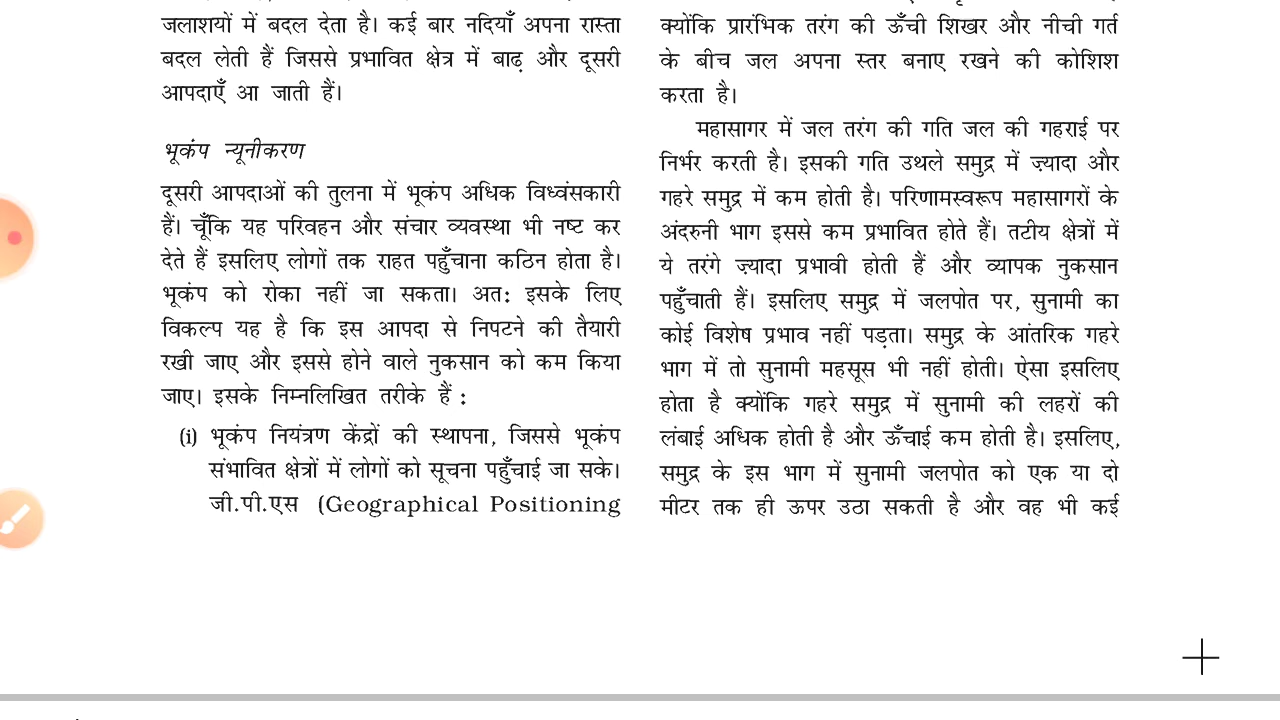 जलाशयों में बदल देता है। कई बार नदियाँ अपना रास्ता
बदल लेती हैं जिससे प्रभावित क्षेत्र में बाढ़ और दूसरी
आपदाएँ आ जाती हैं।
भूकंप न्यूनीकरण
दूसरी आपदाओं की तुलना में भूकंप अधिक विध्वंसकारी
हैं। चूँकि यह परिवहन और संचार व्यवस्था भी नष्ट कर
देते हैं इसलिए लोगों तक राहत पहुँचाना कठिन होता है।
भूकंप को रोका नहीं जा सकता। अत: इसके लिए
विकल्प यह है कि इस आपदा से निपटने की तैयारी
रखी जाए और इससे होने वाले नुकसान को कम किया
जाए। इसके निम्नलिखित तरीके हैं :
(i) भूकंप नियंत्रण केंद्रों की स्थापना, जिससे भूकंप
संभावित क्षेत्रों में लोगों को सूचना पहुँचाई जा सके।
जी.पी.एस (Geographical Positioning
क्योंकि प्रारंभिक तरंग की ऊँची शिखर और नीची गर्त
के बीच जल अपना स्तर बनाए रखने की कोशिश
करता है।
महासागर में जल तरंग की गति जल की गहराई पर
निर्भर करती है। इसकी गति उथले समुद्र में ज़्यादा और
गहरे समुद्र में कम होती है। परिणामस्वरूप महासागरों के
अंदरुनी भाग इससे कम प्रभावित होते हैं। तटीय क्षेत्रों में
ये तरंगे ज़्यादा प्रभावी होती हैं और व्यापक नुकसान
पहुँचाती हैं। इसलिए समुद्र में जलपोत पर, सुनामी का
कोई विशेष प्रभाव नहीं पड़ता। समुद्र के आंतरिक गहरे
भाग में तो सुनामी महसूस भी नहीं होती। ऐसा इसलिए
होता है क्योंकि गहरे समुद्र में सुनामी की लहरों की
लंबाई अधिक होती है और ऊँचाई कम होती है। इसलिए,
समुद्र के इस भाग में सुनामी जलपोत को एक या दो
मीटर तक ही ऊपर उठा सकती है और वह भी कई